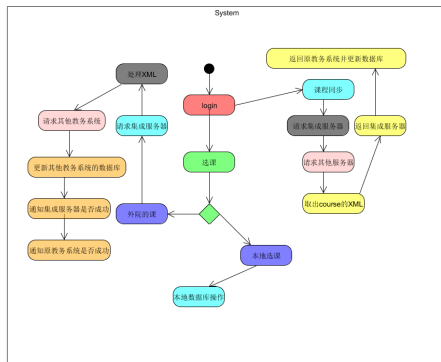 System
返回原教务系统并更新数据库
处理XML
课程同步
login
请求其他教务系统
请求集成服务器
请求集成服务器
返回集成服务器
选课
请求其他服务器
更新其他教务系统的数据库
取出course的XML
通知集成服务器是否成功
外院的课
通知原教务系统是否成功
本地选课
本地数据库操作